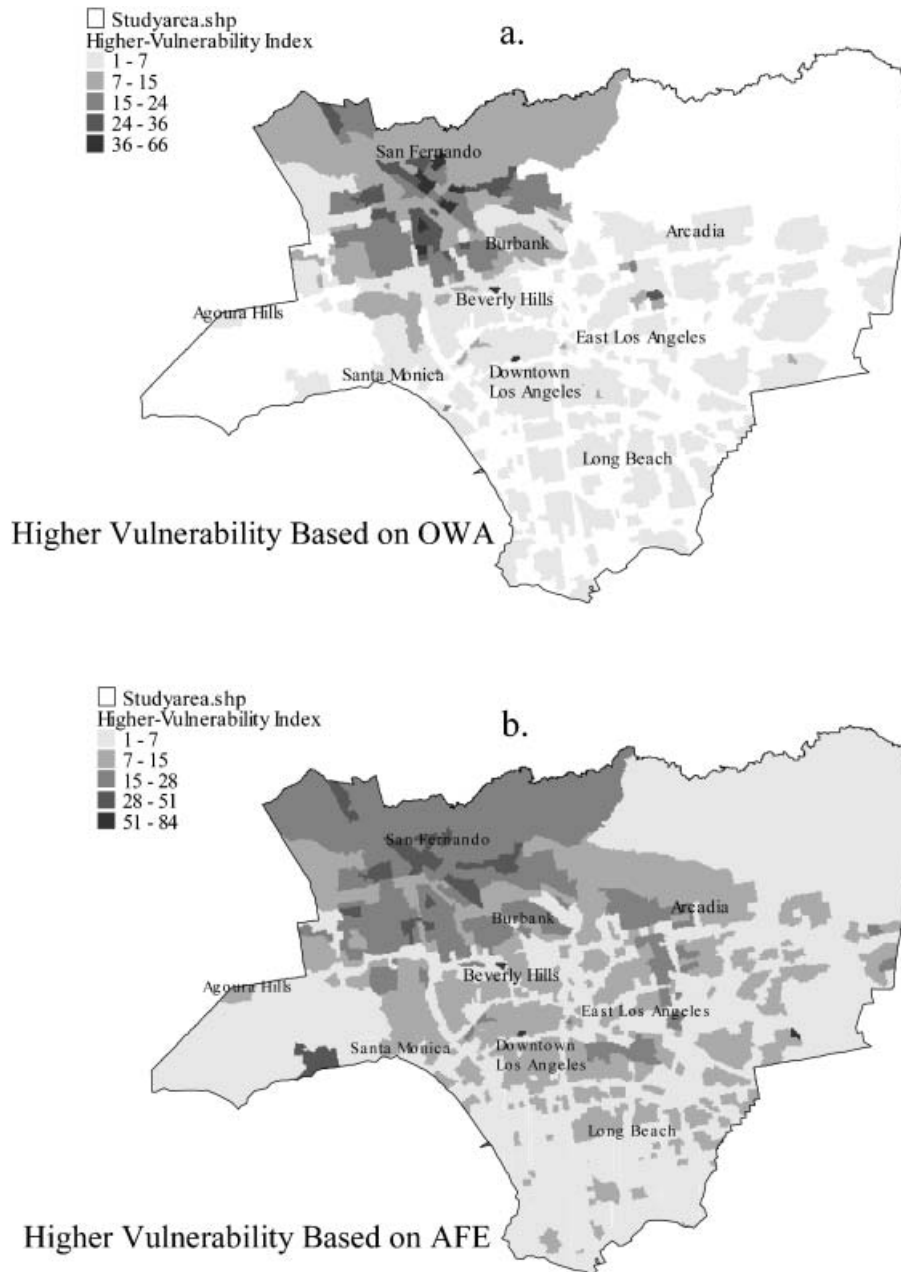 Studyarea.shp
Higher-Vulnerability Index
1 - 7
7 - 15
15 - 24
24 - 36
36 - 66
a.
San Fernando
Burbank
Arcadia
Beverly Hills
Agoura Hills
East Los Angeles
Santa Monica
Downtown
Los Angeles
Long Beach
Higher Vulnerability Based on OWA
Studyarea.shp
Higher-Vulnerability Index
1 - 7
7 - 15
15 - 28
28 - 51
51 - 84
b.
San Fernando
Arcadia
Burbank
Beverly Hills
Agoura Hills
East Los Angeles
Santa Monica
Downtown
Los Angeles
Long Beach
Higher Vulnerability Based on AFE